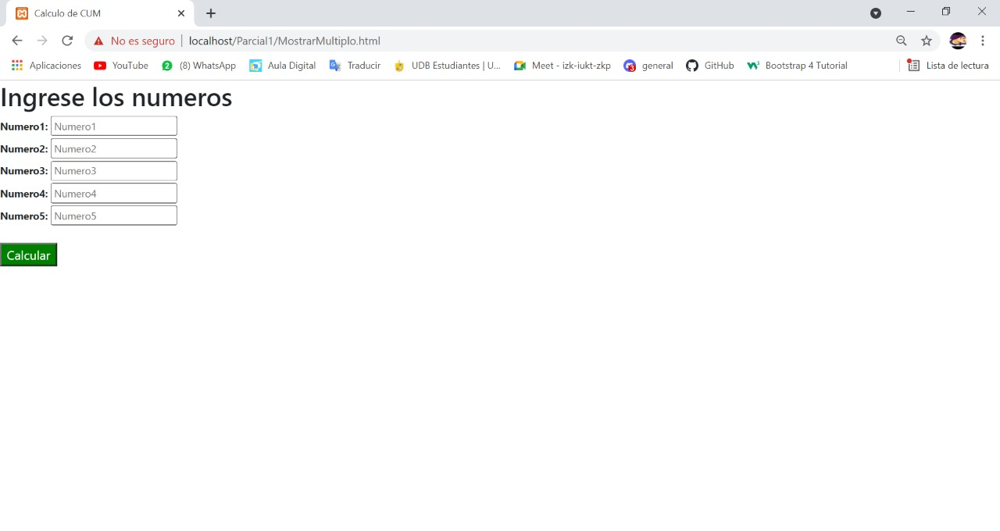 Calculo de CUM
No es seguro | localhost/Parcial1/MostrarMultiplo.html
Aplicaciones YouTube 2 (8) WhatsApp Aula Digital Traducir UDB Estudiantes | U... Meet - izk-iukt-zkp 3 general GitHub Bootstrap 4 Tutorial Lista de lectura
Ingrese los numeros
Numero1: Numero1
Numero2: Numero2
Numero3: Numero3
Numero4: Numero4
Numero5: Numero5
Calcular